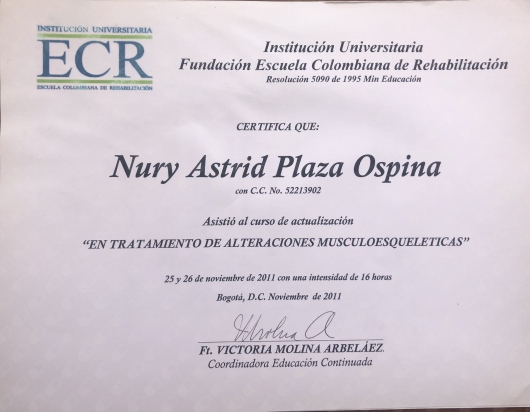 INSTITUCIÓN UNIVERSITARIA
ECR
ESCUELA COLOMBIANA DE REHABILITACIÓN
Institución Universitaria
Fundación Escuela Colombiana de Rehabilitación
Resolución 5090 de 1995 Min Educación
CERTIFICA QUE:
Nury Astrid Plaza Ospina
con C.C. No. 52213902
Asistió al curso de actualización
"EN TRATAMIENTO DE ALTERACIONES MUSCULOESQUELETICAS"
25 y 26 de noviembre de 2011 con una intensidad de 16 horas
Bogotá, D.C. Noviembre de 2011
Ft. VICTORIA MOLINA ARBELÁEZ.
Coordinadora Educación Continuada